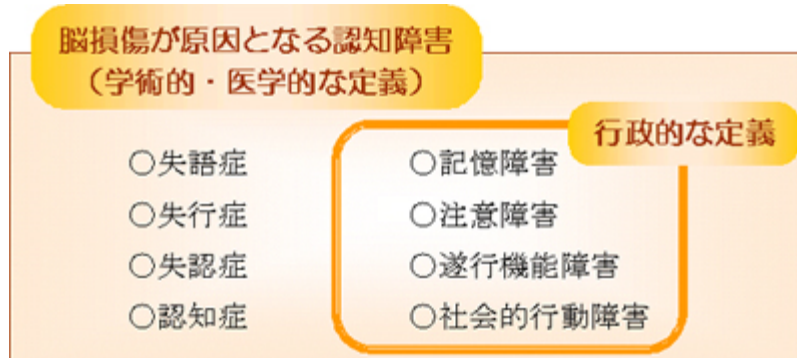 脳損傷が原因となる認知障害
（学術的・医学的な定義）
行政的な定義
○失語症
○失行症
○失認症
○認知症
○記憶障害
○注意障害
○遂行機能障害
○社会的行動障害